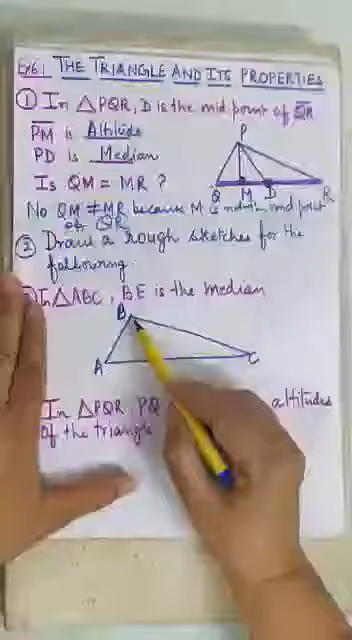 Ex 6.1 THE TRIANGLE AND ITS PROPERTIES
① In △PQR, D is the mid point of QR
PM is Altitude
PD is Median
Is QM = MR ?
P
Q M D R
No QM ≠ MR because M is not the mid point
of QR
② Draw a rough sketches for the
following.
In △ABC, BE is the median
B
A C
In △PQR PQ altitudes
of the triangle